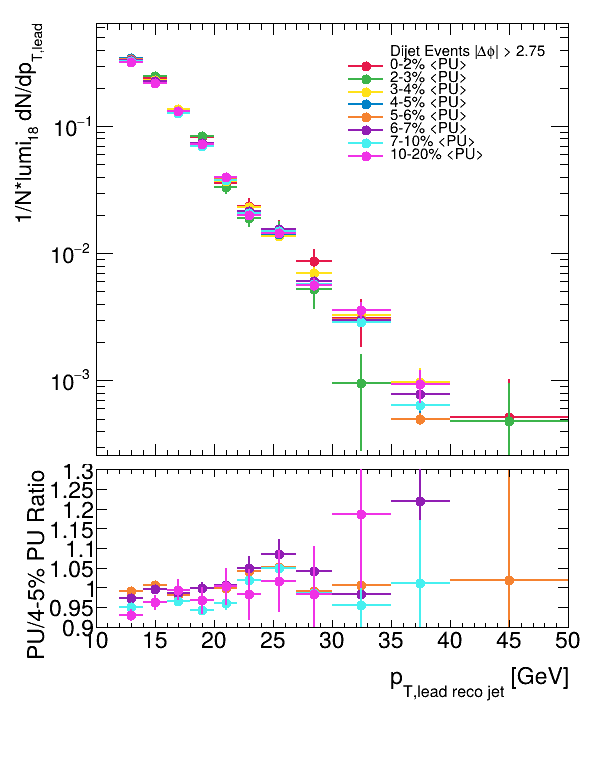 1/N*lumi18 dN/dpT,lead
Dijet Events |Δϕ| > 2.75
0-2% <PU>
2-3% <PU>
3-4% <PU>
4-5% <PU>
5-6% <PU>
6-7% <PU>
7-10% <PU>
10-20% <PU>
10−1
10−2
10−3
PU/4-5% PU Ratio
1.3
1.25
1.2
1.15
1.1
1.05
1
0.95
0.9
10 15 20 25 30 35 40 45 50
pT,lead reco jet [GeV]